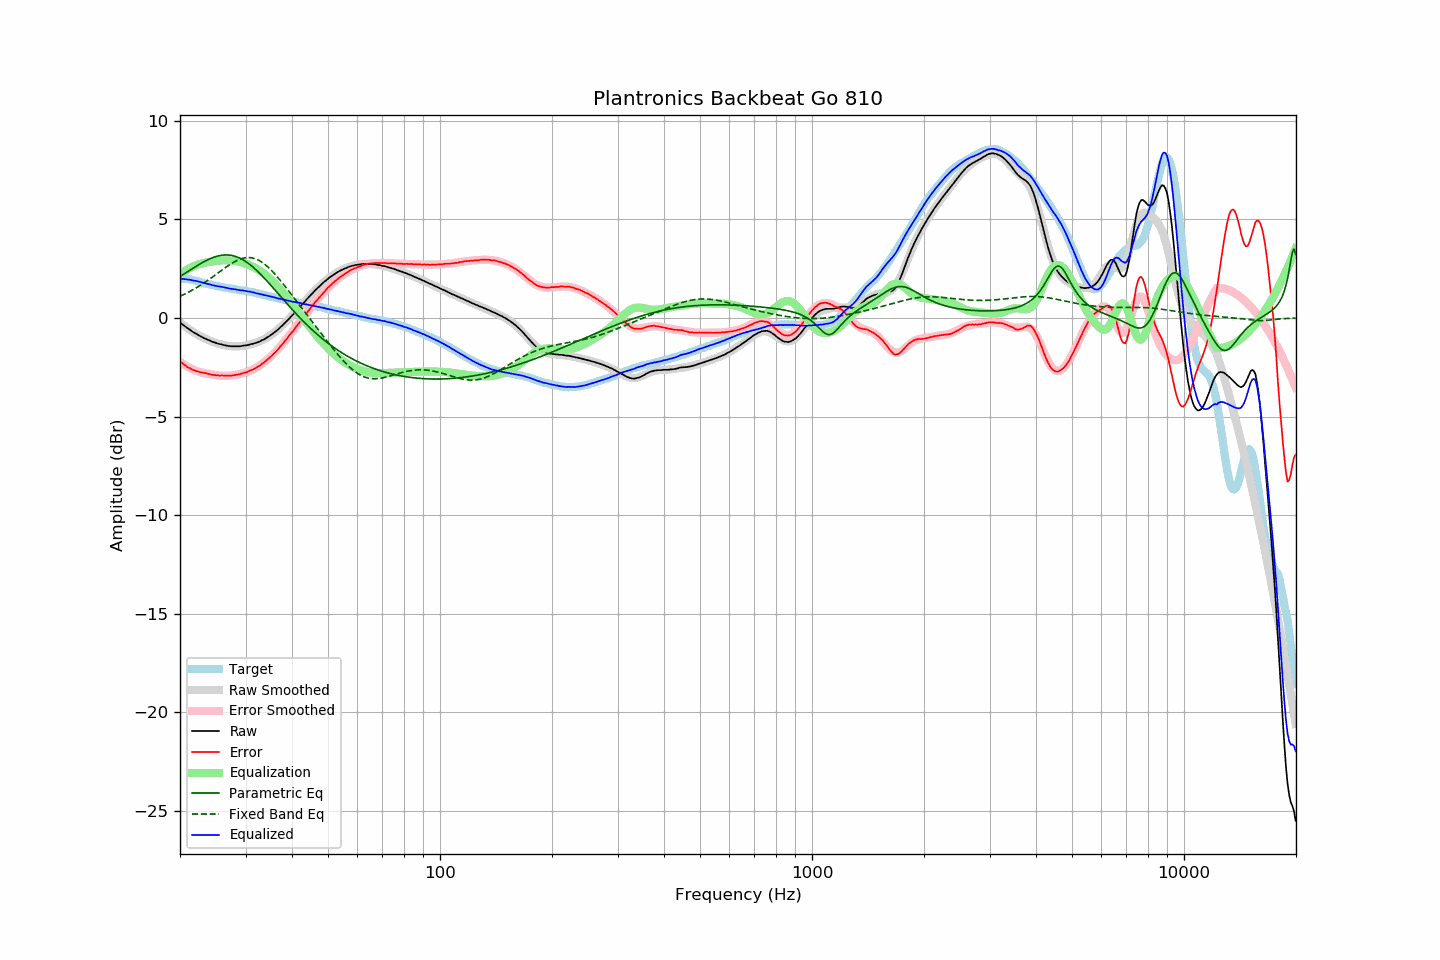 Plantronics Backbeat Go 810
10
5
0
−5
−10
−15
−20
−25
Amplitude (dBr)
Target
Raw Smoothed
Error Smoothed
Raw
Error
Equalization
Parametric Eq
Fixed Band Eq
Equalized
100
1000
10000
Frequency (Hz)